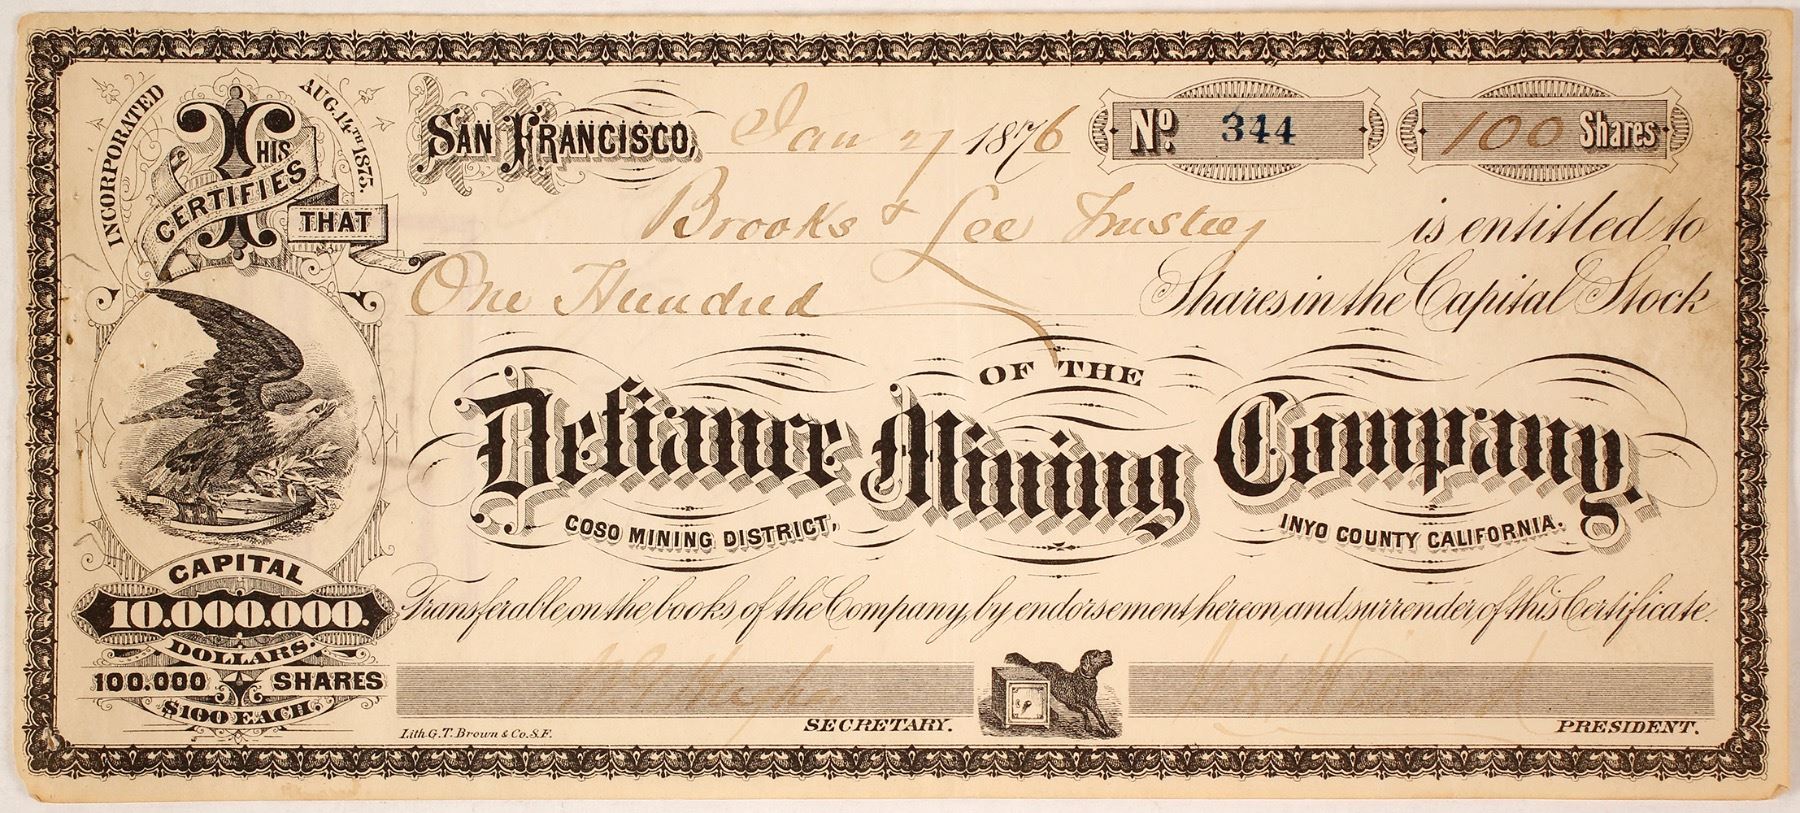 INCORPORATED AUG. 14TH 1875.
THIS CERTIFIES THAT
SAN FRANCISCO, Jan 27 1876
No. 344
100 Shares
Brooks & Lee Trustees is entitled to
One Hundred Shares in the Capital Stock
OF THE
Defiance Mining Company.
COSO MINING DISTRICT, INYO COUNTY CALIFORNIA.
Transferable on the books of the Company, by endorsement hereon and surrender of this Certificate.
CAPITAL
10.000.000.
DOLLARS.
100.000 SHARES
$100 EACH.
SECRETARY.
PRESIDENT.
Lith. G.T. Brown & Co. S.F.